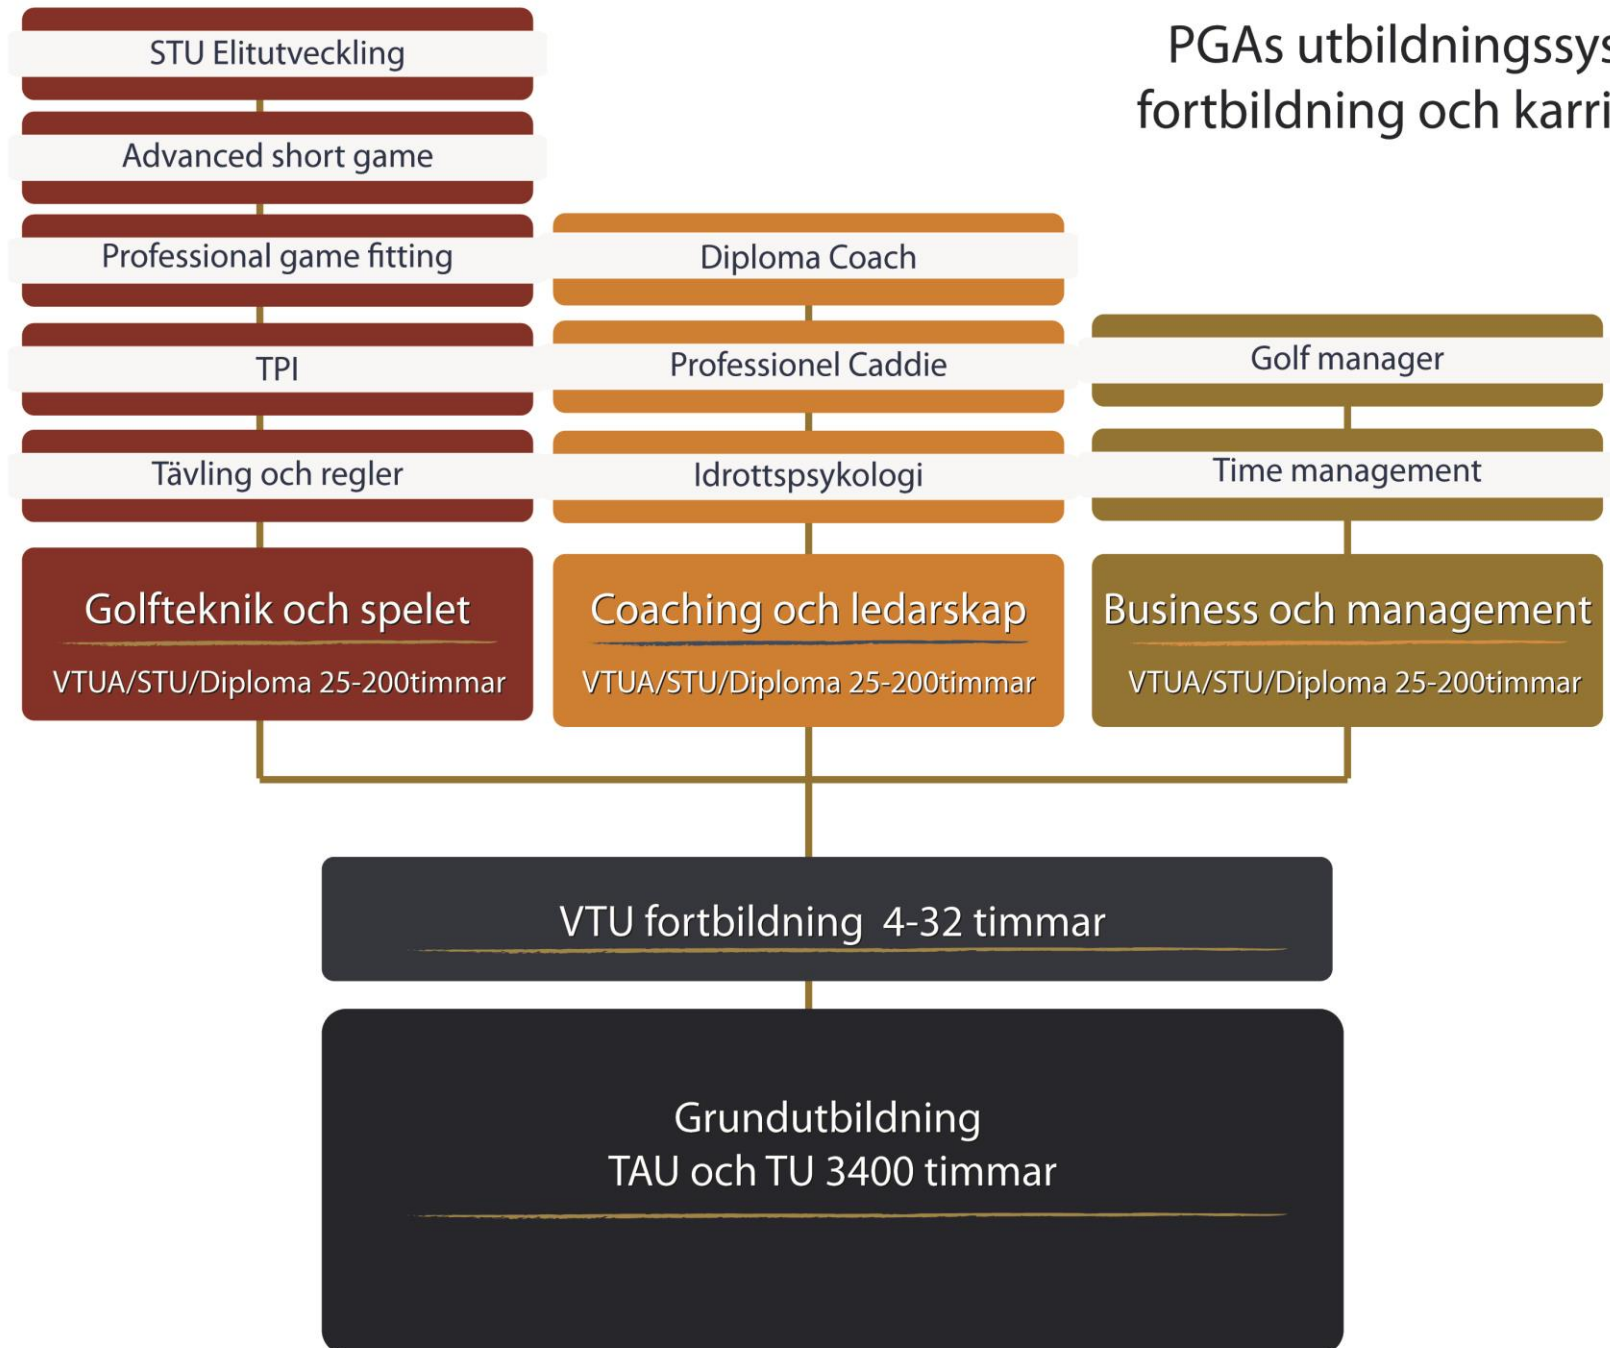 PGAs utbildningssys
fortbildning och karri
STU Elitutveckling
Advanced short game
Professional game fitting
TPI
Tävling och regler
Golfteknik och spelet
VTUA/STU/Diploma 25-200timmar
Diploma Coach
Professionel Caddie
Idrottspsykologi
Coaching och ledarskap
VTUA/STU/Diploma 25-200timmar
Golf manager
Time management
Business och management
VTUA/STU/Diploma 25-200timmar
VTU fortbildning 4-32 timmar
Grundutbildning
TAU och TU 3400 timmar